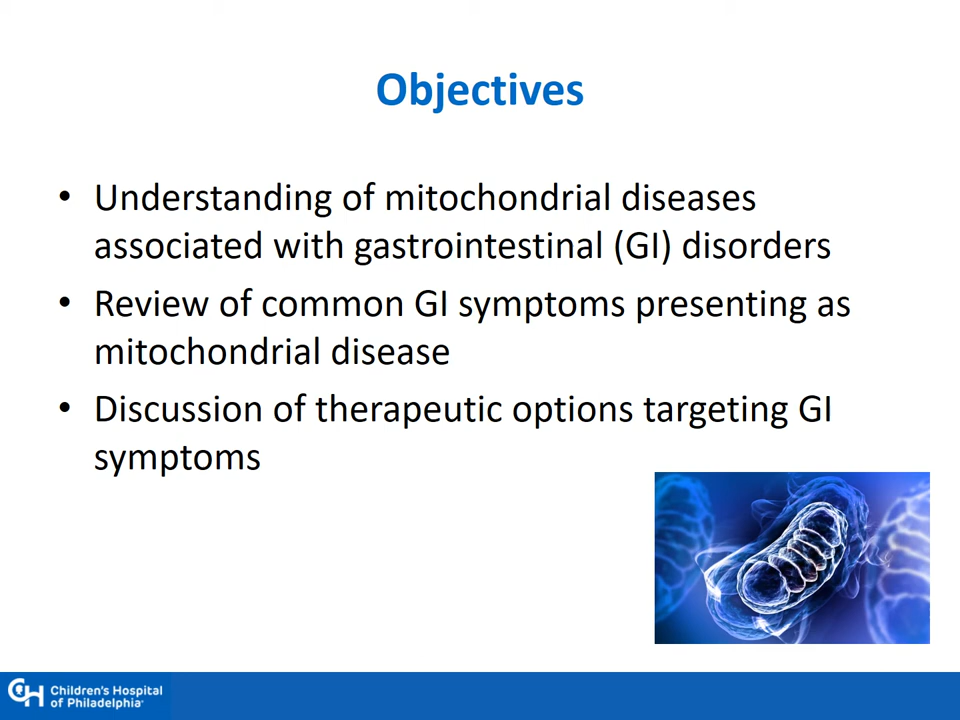 Objectives
• Understanding of mitochondrial diseases
associated with gastrointestinal (GI) disorders
• Review of common GI symptoms presenting as
mitochondrial disease
• Discussion of therapeutic options targeting GI
symptoms
CH Children's Hospital
of Philadelphia